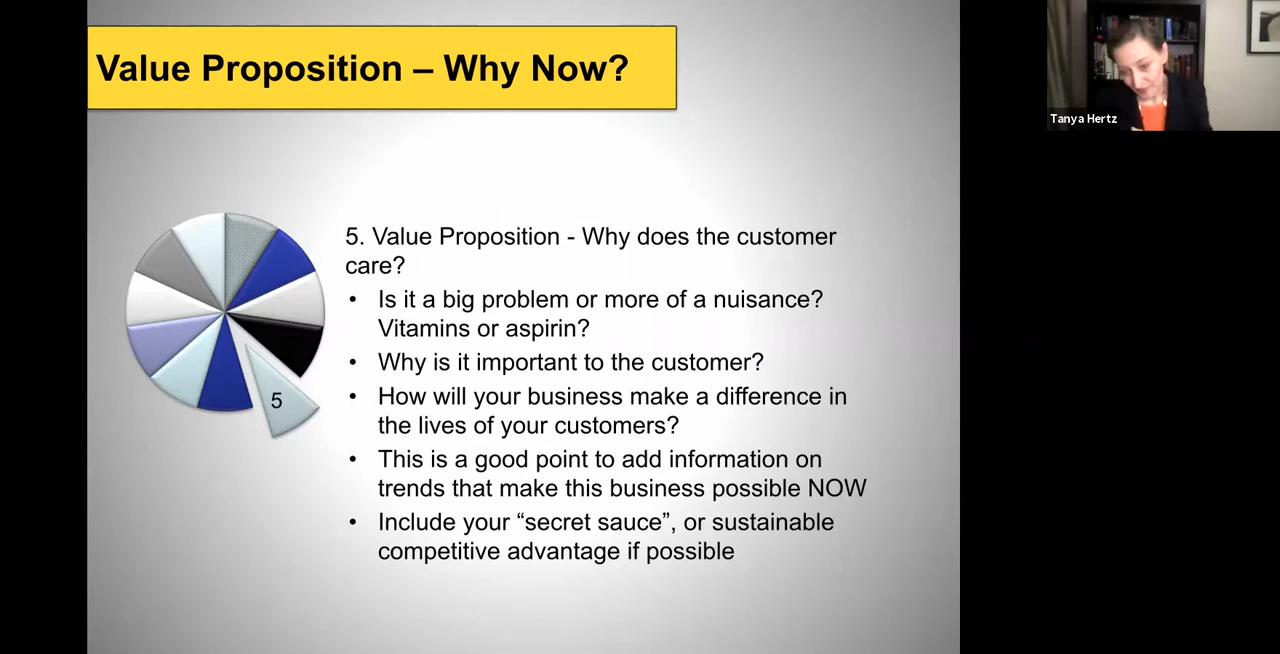 Value Proposition – Why Now?
Tanya Hertz
5. Value Proposition - Why does the customer
care?
• Is it a big problem or more of a nuisance?
Vitamins or aspirin?
• Why is it important to the customer?
• How will your business make a difference in
the lives of your customers?
5
• This is a good point to add information on
trends that make this business possible NOW
• Include your “secret sauce”, or sustainable
competitive advantage if possible